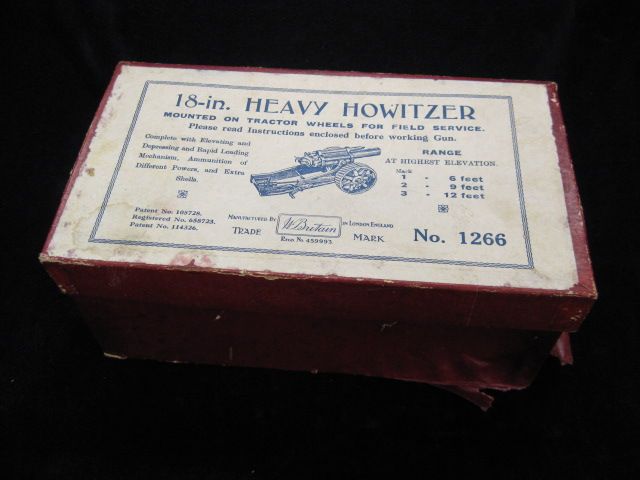 18-in. HEAVY HOWITZER
MOUNTED ON TRACTOR WHEELS FOR FIELD SERVICE.
Please read Instructions enclosed before working Gun.
Complete with Elevating and
Depressing and Rapid Loading
Mechanism, Ammunition of
Different Powers, and Extra
Shells.
RANGE
AT HIGHEST ELEVATION.
Mark
1 - 6 feet
2 - 9 feet
3 - 12 feet
Patent No: 105728.
Registered No. 658723.
Patent No. 114326.
MANUFACTURED BY W. Britain IN LONDON ENGLAND
TRADE MARK
REGD No. 459993
No. 1266